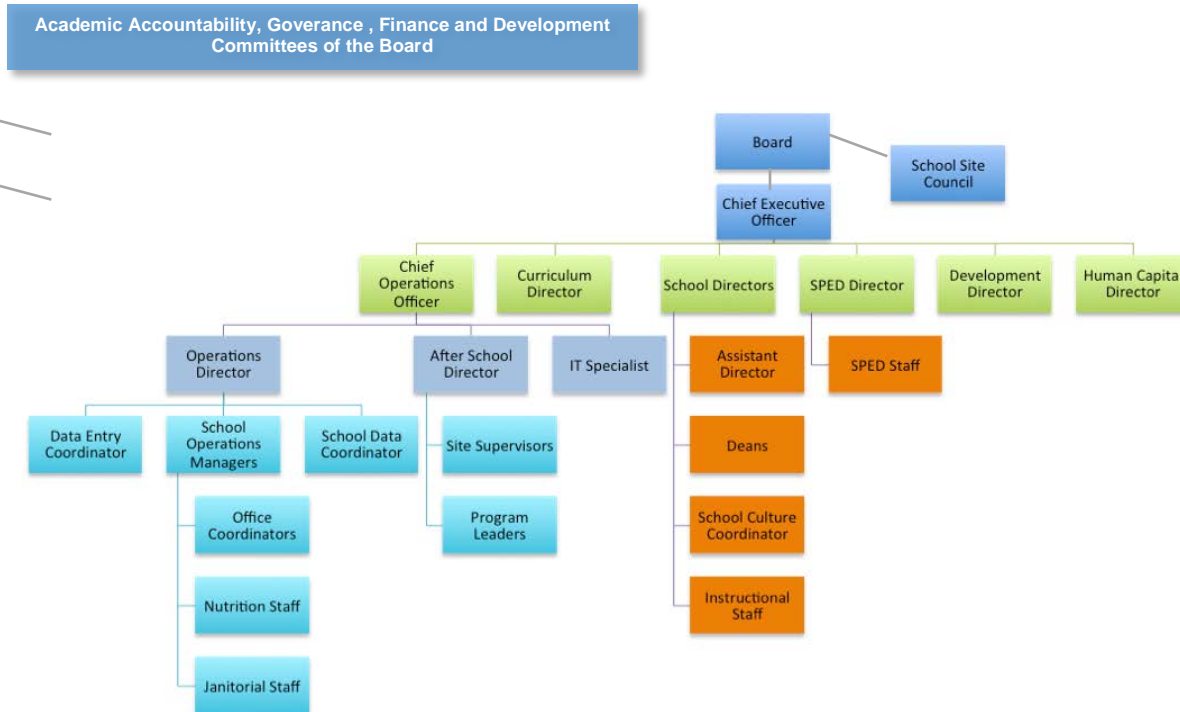 Academic Accountability, Goverance , Finance and Development
Committees of the Board
Board
School Site
Council
Chief Executive
Officer
Chief
Operations
Officer
Curriculum
Director
School Directors
SPED Director
Development
Director
Human Capita
Director
Operations
Director
After School
Director
IT Specialist
Assistant
Director
SPED Staff
Data Entry
Coordinator
School
Operations
Managers
School Data
Coordinator
Site Supervisors
Deans
Office
Coordinators
Program
Leaders
School Culture
Coordinator
Nutrition Staff
Instructional
Staff
Janitorial Staff